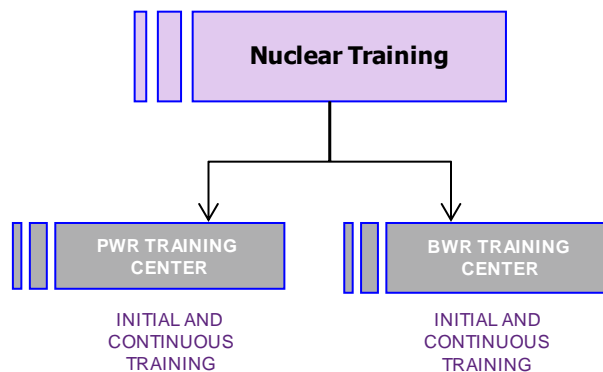 Nuclear Training
PWR TRAINING
CENTER
BWR TRAINING
CENTER
INITIAL AND
CONTINUOUS
TRAINING
INITIAL AND
CONTINUOUS
TRAINING